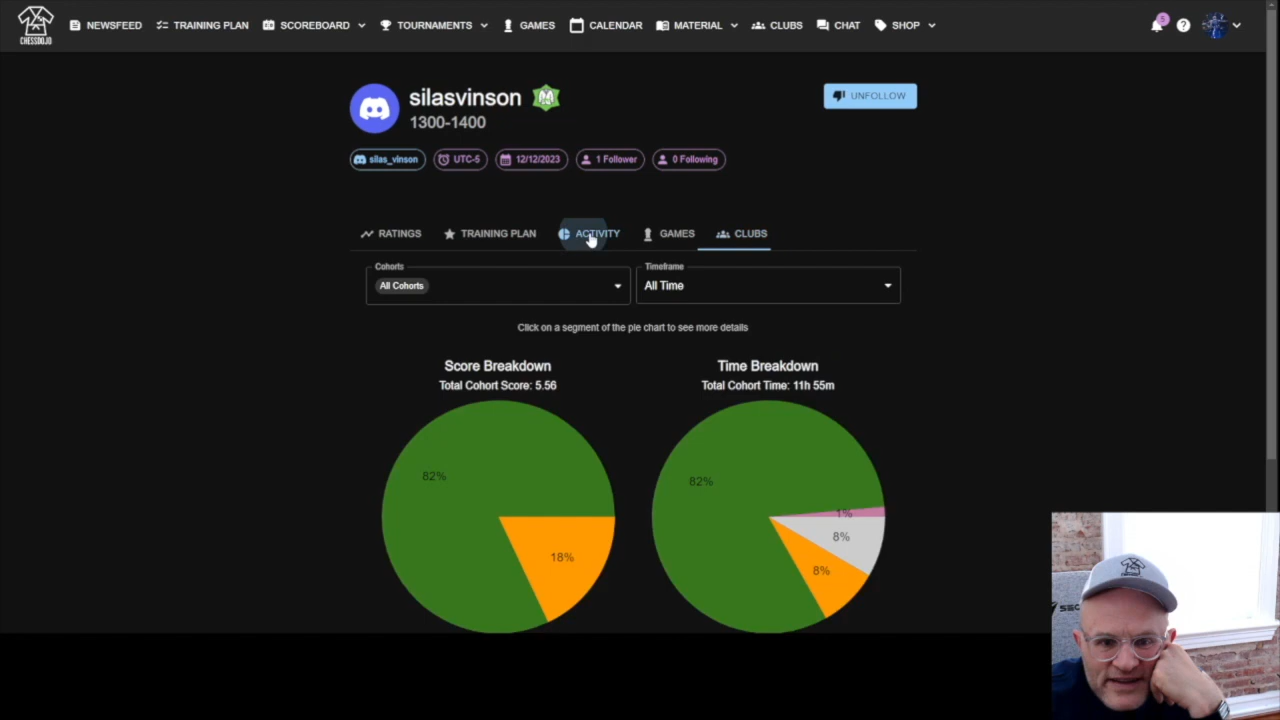 CHESSDOJO
NEWSFEED TRAINING PLAN SCOREBOARD TOURNAMENTS GAMES CALENDAR MATERIAL CLUBS CHAT SHOP 3 ?
silasvinson
1300-1400
UNFOLLOW
silas_vinson UTC-5 12/12/2023 1 Follower 0 Following
RATINGS TRAINING PLAN ACTIVITY GAMES CLUBS
Cohorts Timeframe
All Cohorts All Time
Click on a segment of the pie chart to see more details
Score Breakdown Time Breakdown
Total Cohort Score: 5.56 Total Cohort Time: 11h 55m
82% 82%
1%
8%
18% 8%